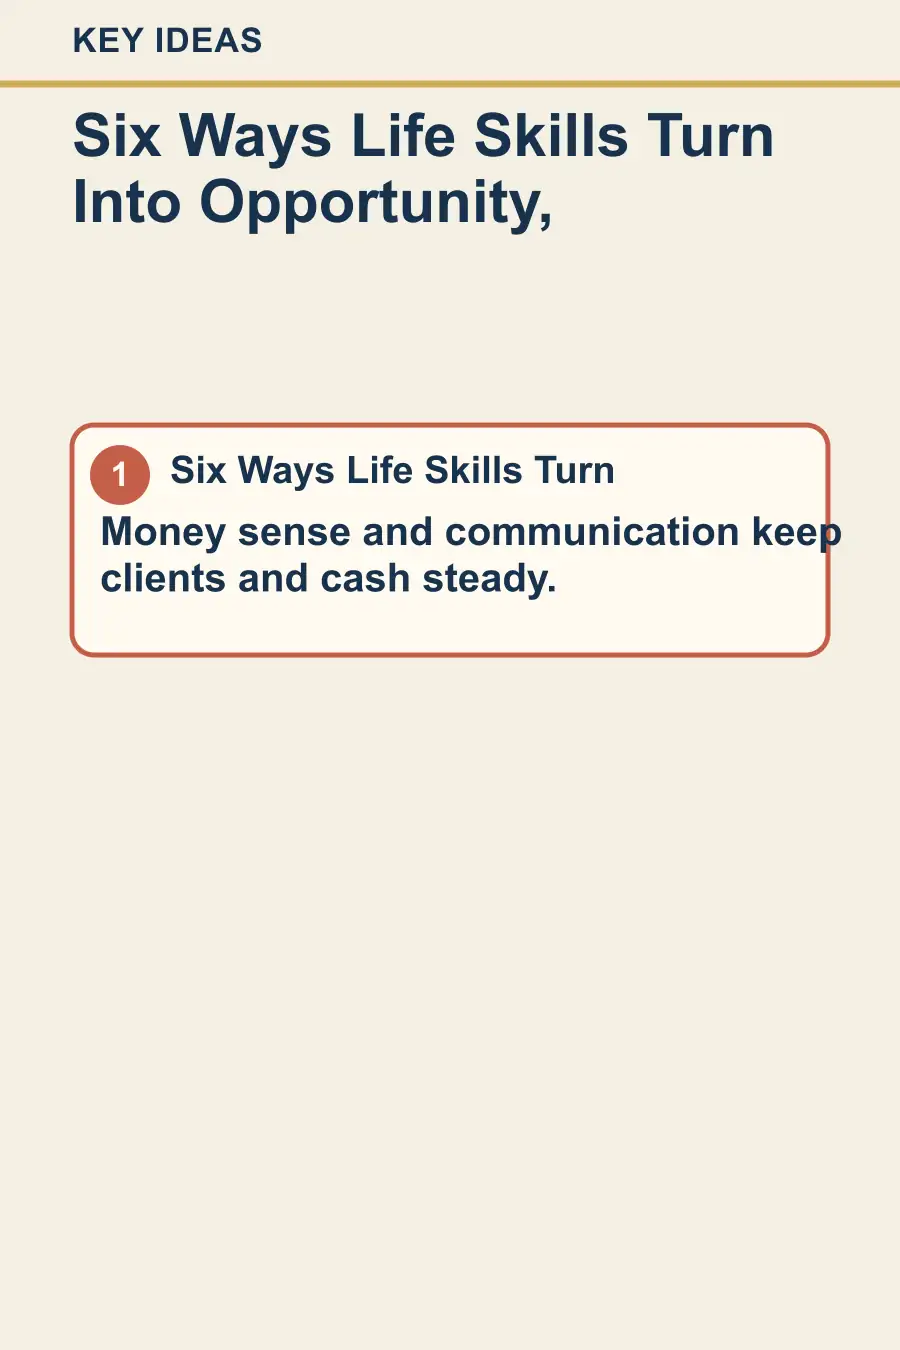 KEY IDEAS
Six Ways Life Skills Turn
Into Opportunity,
1 Six Ways Life Skills Turn
Money sense and communication keep
clients and cash steady.